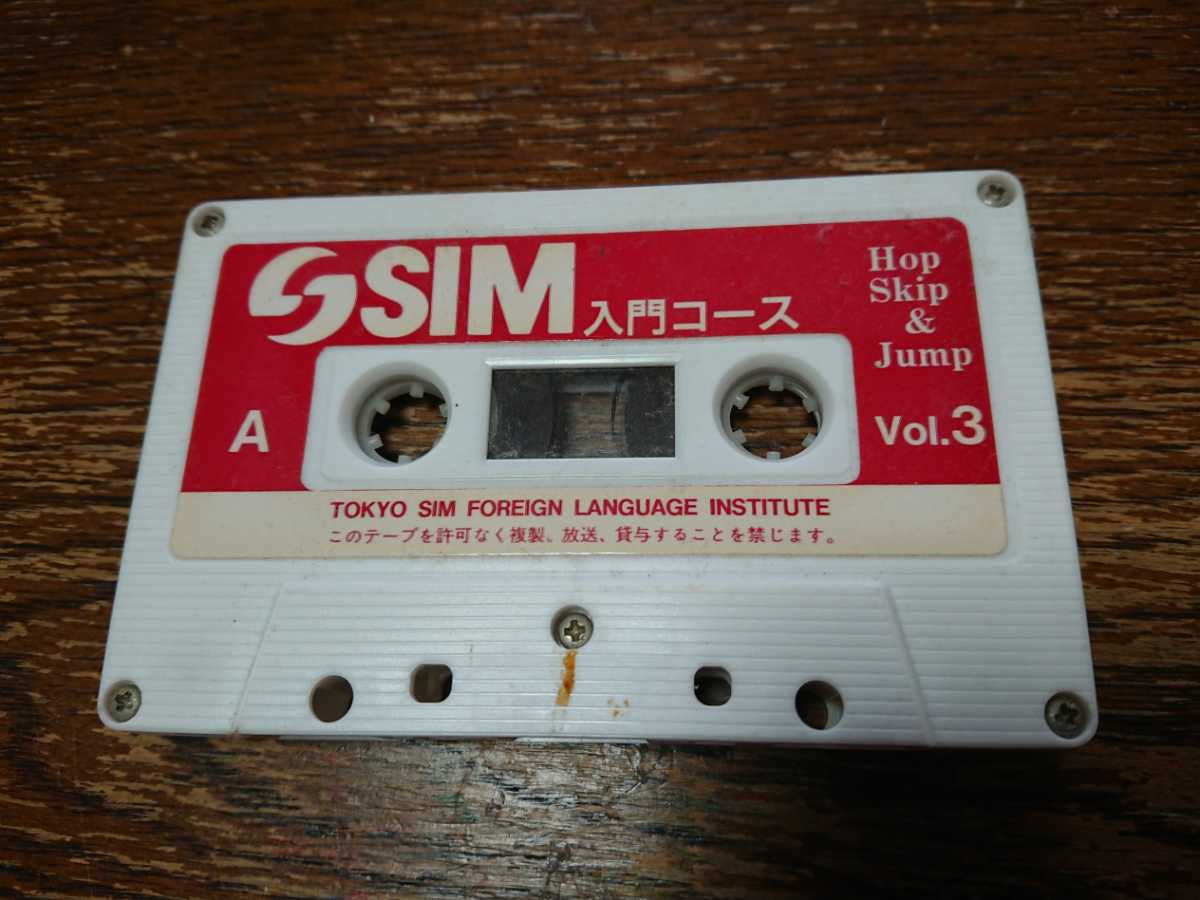 SIM 入門コース
Hop
Skip
&
Jump
A
Vol.3
TOKYO SIM FOREIGN LANGUAGE INSTITUTE
このテープを許可なく複製、放送、貸与することを禁じます。